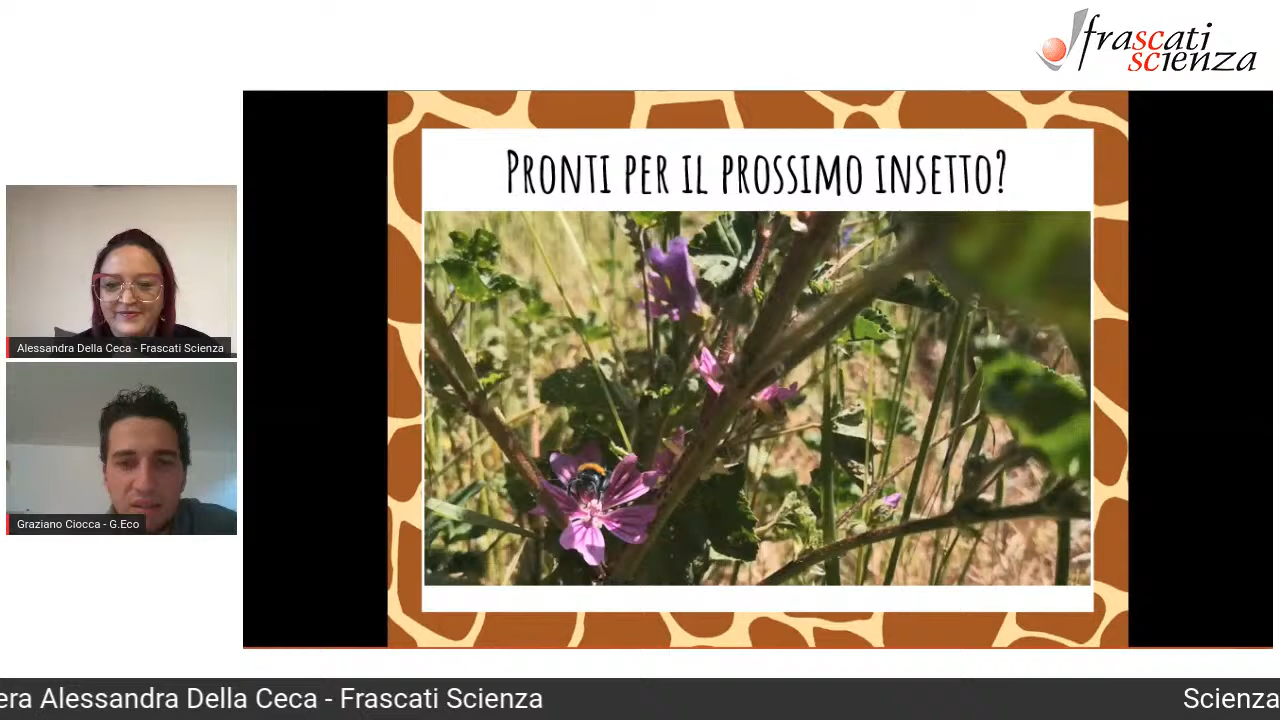 frascati
scienza
PRONTI PER IL PROSSIMO INSETTO?
Alessandra Della Ceca - Frascati Scienza
Graziano Ciocca - G.Eco
era Alessandra Della Ceca - Frascati Scienza
Scienza